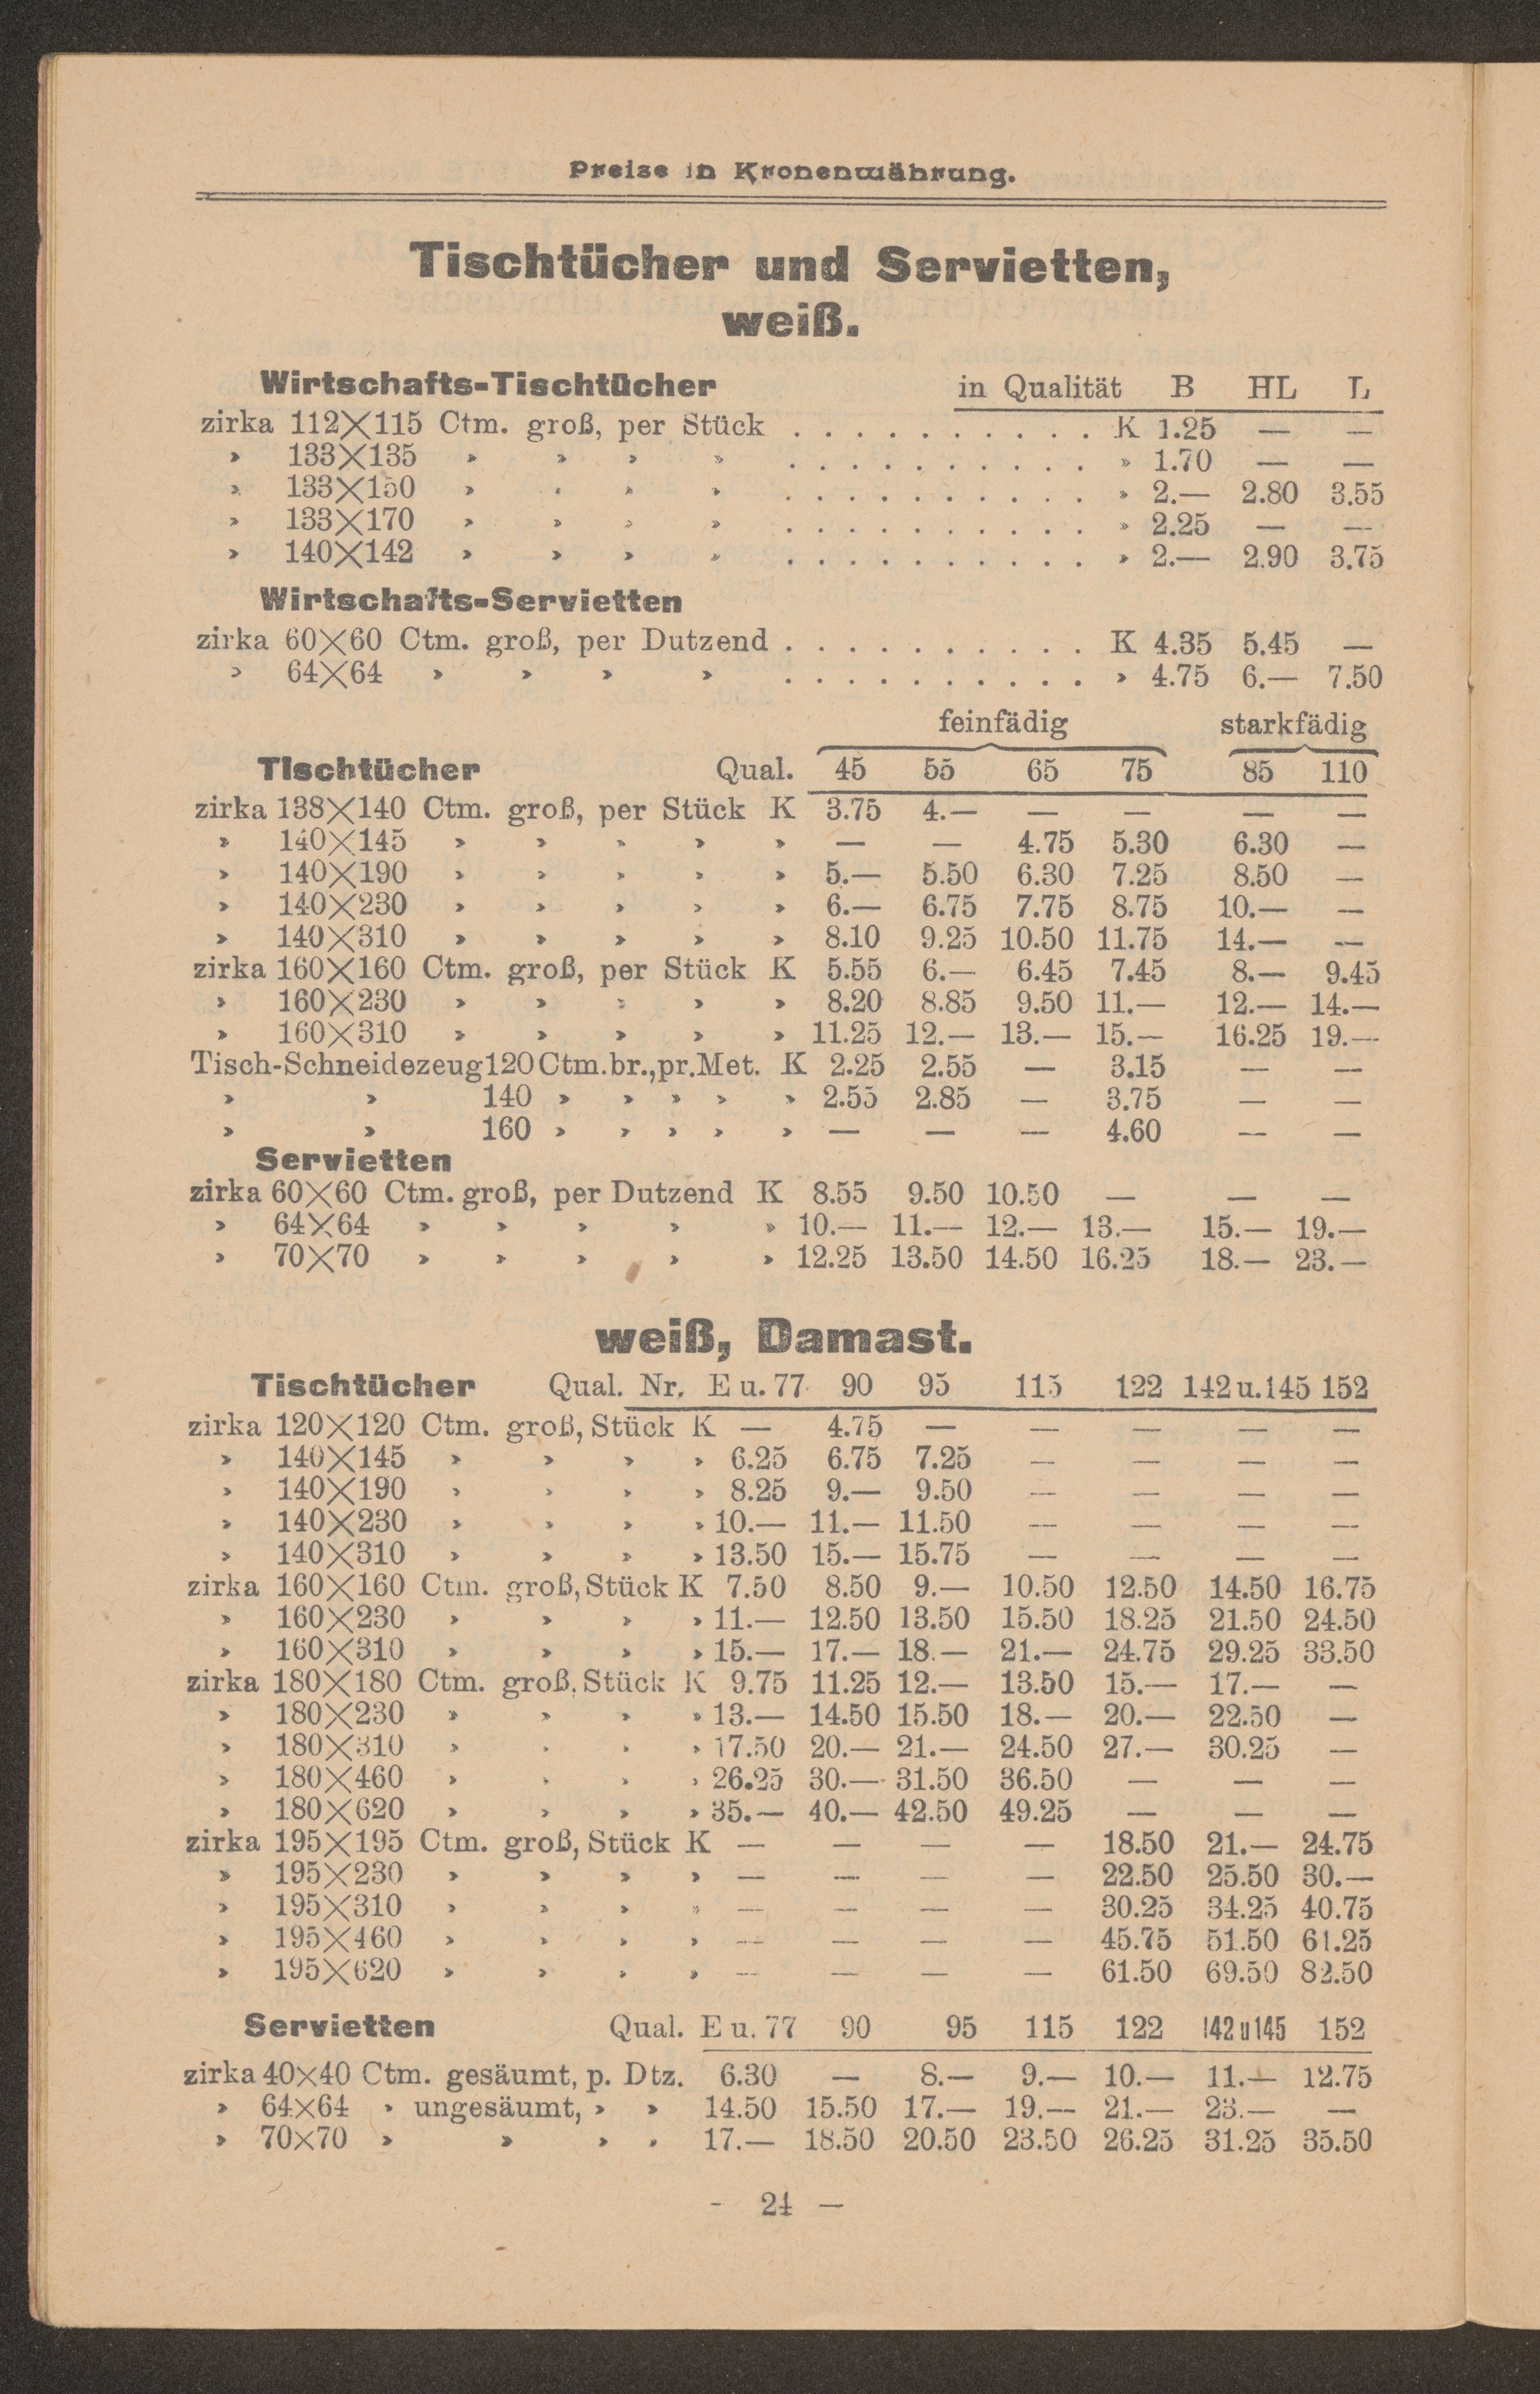 Preise in Kronenwährung.
Tischtücher und Servietten,
weiß.
Wirtschafts-Tischtücher in Qualität B HL L
zirka 112×115 Ctm. groß, per Stück . . . . . . . . . . K 1.25 — —
» 133×135 » » » » . . . . . . . . . . » 1.70 — —
» 133×150 » » » » . . . . . . . . . . » 2.— 2.80 3.55
» 133×170 » » » » . . . . . . . . . . » 2.25 — —
» 140×142 » » » » . . . . . . . . . . » 2.— 2.90 3.75
Wirtschafts-Servietten
zirka 60×60 Ctm. groß, per Dutzend . . . . . . . . . . K 4.35 5.45 —
» 64×64 » » » » . . . . . . . . . . » 4.75 6.— 7.50
feinfädig starkfädig
Tischtücher Qual. 45 55 65 75 85 110
zirka 138×140 Ctm. groß, per Stück K 3.75 4.— — — — —
» 140×145 » » » » » — — 4.75 5.30 6.30 —
» 140×190 » » » » » 5.— 5.50 6.30 7.25 8.50 —
» 140×230 » » » » » 6.— 6.75 7.75 8.75 10.— —
» 140×310 » » » » » 8.10 9.25 10.50 11.75 14.— —
zirka 160×160 Ctm. groß, per Stück K 5.55 6.— 6.45 7.45 8.— 9.45
» 160×230 » » » » » 8.20 8.85 9.50 11.— 12.— 14.—
» 160×310 » » » » » 11.25 12.— 13.— 15.— 16.25 19.—
Tisch-Schneidezeug 120 Ctm. br., pr. Met. K 2.25 2.55 — 3.15 — —
» » 140 » » » » » 2.55 2.85 — 3.75 — —
» » 160 » » » » » — — — 4.60 — —
Servietten
zirka 60×60 Ctm. groß, per Dutzend K 8.55 9.50 10.50 — — —
» 64×64 » » » » » 10.— 11.— 12.— 13.— 15.— 19.—
» 70×70 » » » » » 12.25 13.50 14.50 16.25 18.— 23.—
weiß, Damast.
Tischtücher Qual. Nr. E u. 77 90 95 115 122 142 u. 145 152
zirka 120×120 Ctm. groß, Stück K — 4.75 — — — — —
» 140×145 » » » » 6.25 6.75 7.25 — — — —
» 140×190 » » » » 8.25 9.— 9.50 — — — —
» 140×230 » » » » 10.— 11.— 11.50 — — — —
» 140×310 » » » » 13.50 15.— 15.75 — — — —
zirka 160×160 Ctm. groß, Stück K 7.50 8.50 9.— 10.50 12.50 14.50 16.75
» 160×230 » » » » 11.— 12.50 13.50 15.50 18.25 21.50 24.50
» 160×310 » » » » 15.— 17.— 18.— 21.— 24.75 29.25 33.50
zirka 180×180 Ctm. groß, Stück K 9.75 11.25 12.— 13.50 15.— 17.— —
» 180×230 » » » » 13.— 14.50 15.50 18.— 20.— 22.50 —
» 180×310 » » » » 17.50 20.— 21.— 24.50 27.— 30.25 —
» 180×460 » » » » 26.25 30.— 31.50 36.50 — — —
» 180×620 » » » » 35.— 40.— 42.50 49.25 — — —
zirka 195×195 Ctm. groß, Stück K — — — — 18.50 21.— 24.75
» 195×230 » » » » — — — — 22.50 25.50 30.—
» 195×310 » » » » — — — — 30.25 34.25 40.75
» 195×460 » » » » — — — — 45.75 51.50 61.25
» 195×620 » » » » — — — — 61.50 69.50 82.50
Servietten Qual. E u. 77 90 95 115 122 142 u 145 152
zirka 40×40 Ctm. gesäumt, p. Dtz. 6.30 — 8.— 9.— 10.— 11.— 12.75
» 64×64 » ungesäumt, » » 14.50 15.50 17.— 19.— 21.— 23.— —
» 70×70 » » » » 17.— 18.50 20.50 23.50 26.25 31.25 35.50
- 24 —